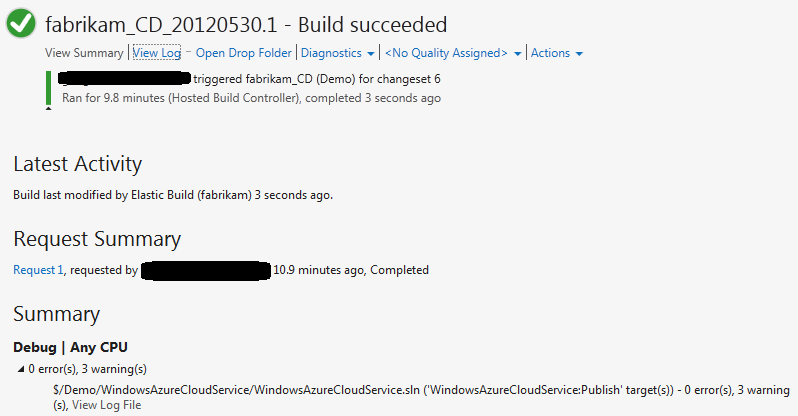 fabrikam_CD_20120530.1 - Build succeeded
View Summary | View Log - Open Drop Folder | Diagnostics | <No Quality Assigned> | Actions
triggered fabrikam_CD (Demo) for changeset 6
Ran for 9.8 minutes (Hosted Build Controller), completed 3 seconds ago
Latest Activity
Build last modified by Elastic Build (fabrikam) 3 seconds ago.
Request Summary
Request 1, requested by 10.9 minutes ago, Completed
Summary
Debug | Any CPU
0 error(s), 3 warning(s)
$/Demo/WindowsAzureCloudService/WindowsAzureCloudService.sln ('WindowsAzureCloudService:Publish' target(s)) - 0 error(s), 3 warning
(s), View Log File